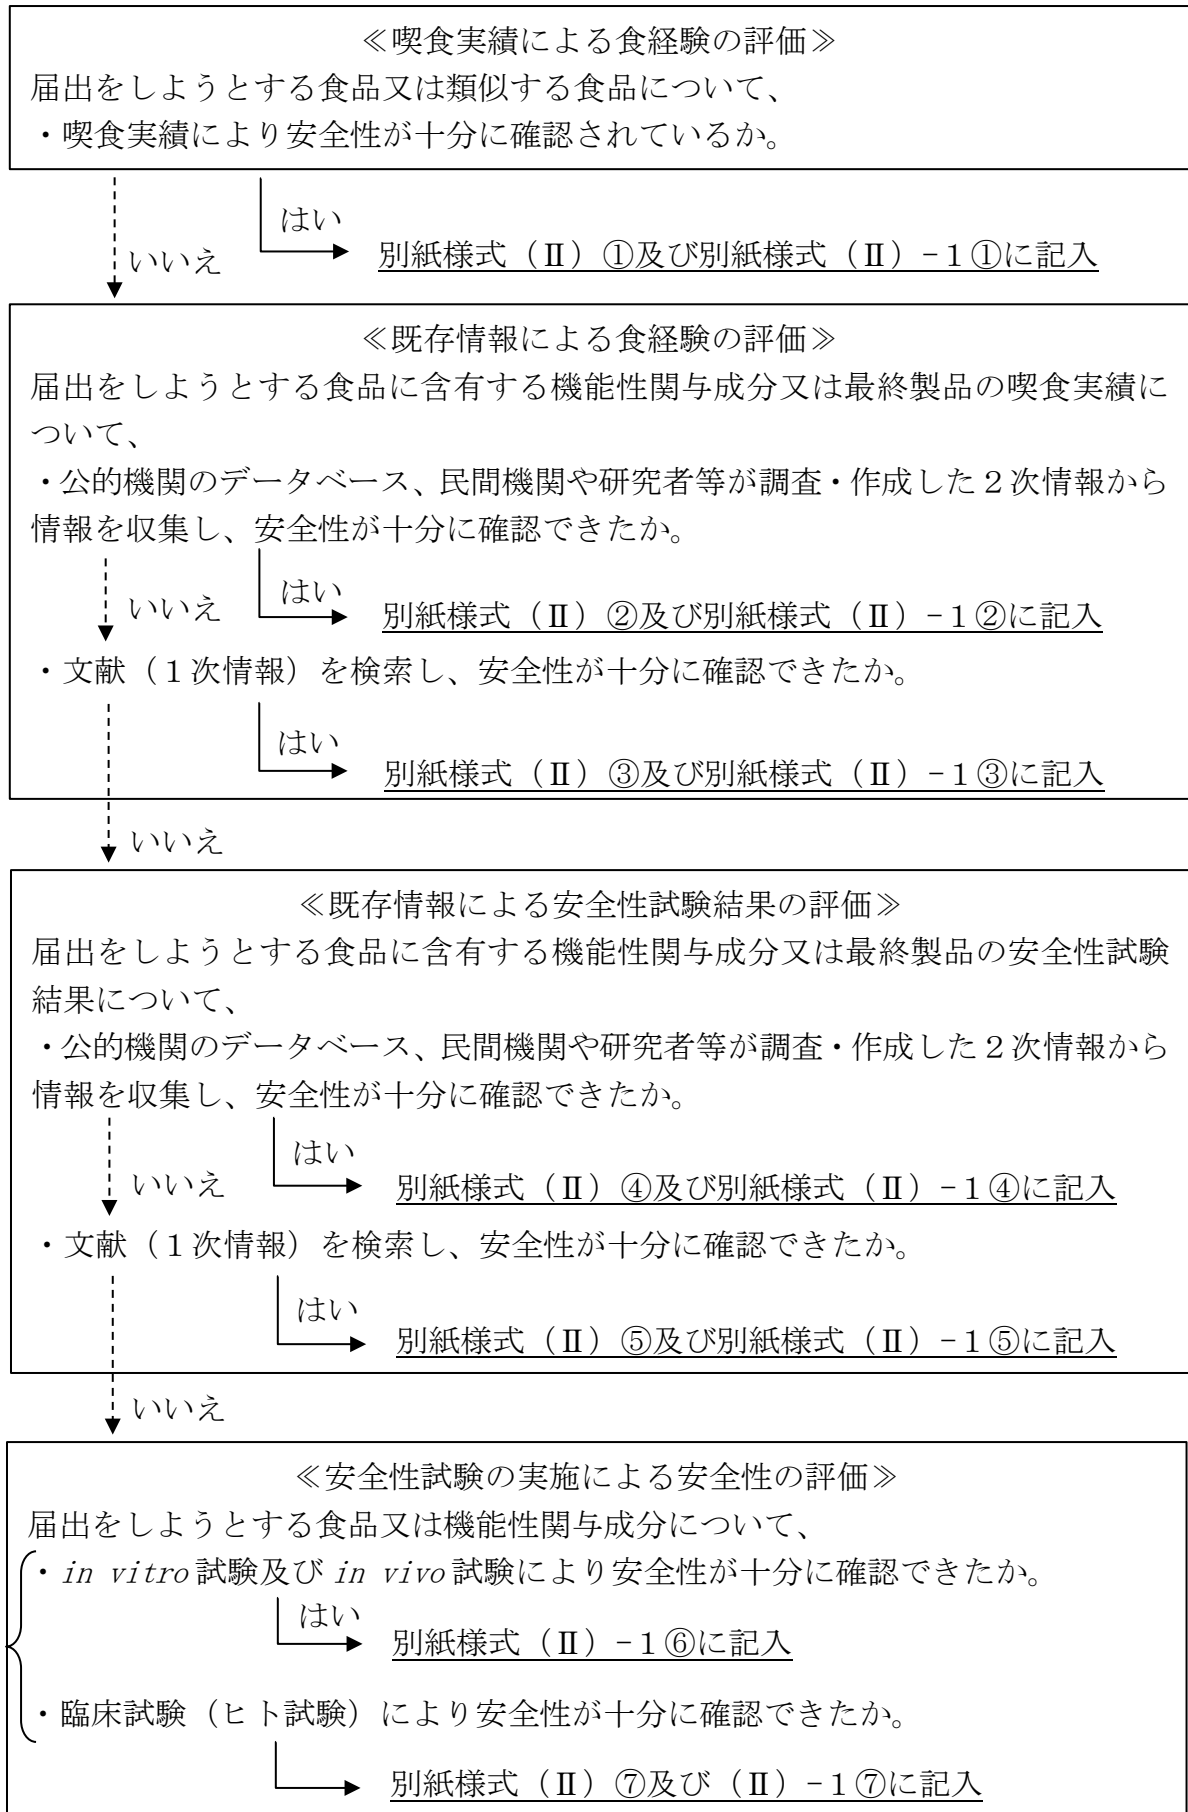 ≪喫食実績による食経験の評価≫
届出をしようとする食品又は類似する食品について、
・喫食実績により安全性が十分に確認されているか。
はい
いいえ
別紙様式（Ⅱ）①及び別紙様式（Ⅱ）-１①に記入
≪既存情報による食経験の評価≫
届出をしようとする食品に含有する機能性関与成分又は最終製品の喫食実績に
ついて、
・公的機関のデータベース、民間機関や研究者等が調査・作成した２次情報から
情報を収集し、安全性が十分に確認できたか。
はい
いいえ
別紙様式（Ⅱ）②及び別紙様式（Ⅱ）-１②に記入
・文献（１次情報）を検索し、安全性が十分に確認できたか。
はい
別紙様式（Ⅱ）③及び別紙様式（Ⅱ）-１③に記入
いいえ
≪既存情報による安全性試験結果の評価≫
届出をしようとする食品に含有する機能性関与成分又は最終製品の安全性試験
結果について、
・公的機関のデータベース、民間機関や研究者等が調査・作成した２次情報から
情報を収集し、安全性が十分に確認できたか。
はい
いいえ
別紙様式（Ⅱ）④及び別紙様式（Ⅱ）-１④に記入
・文献（１次情報）を検索し、安全性が十分に確認できたか。
はい
別紙様式（Ⅱ）⑤及び別紙様式（Ⅱ）-１⑤に記入
いいえ
≪安全性試験の実施による安全性の評価≫
届出をしようとする食品又は機能性関与成分について、
・in vitro 試験及び in vivo 試験により安全性が十分に確認できたか。
はい
別紙様式（Ⅱ）-１⑥に記入
・臨床試験（ヒト試験）により安全性が十分に確認できたか。
別紙様式（Ⅱ）⑦及び（Ⅱ）-１⑦に記入